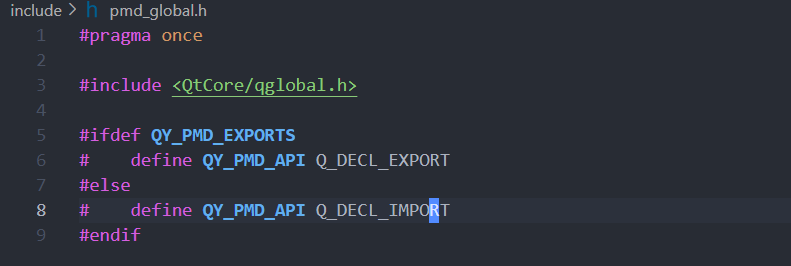 include > h pmd_global.h
1 #pragma once
2
3 #include <QtCore/qglobal.h>
4
5 #ifdef QY_PMD_EXPORTS
6 #    define QY_PMD_API Q_DECL_EXPORT
7 #else
8 #    define QY_PMD_API Q_DECL_IMPORT
9 #endif